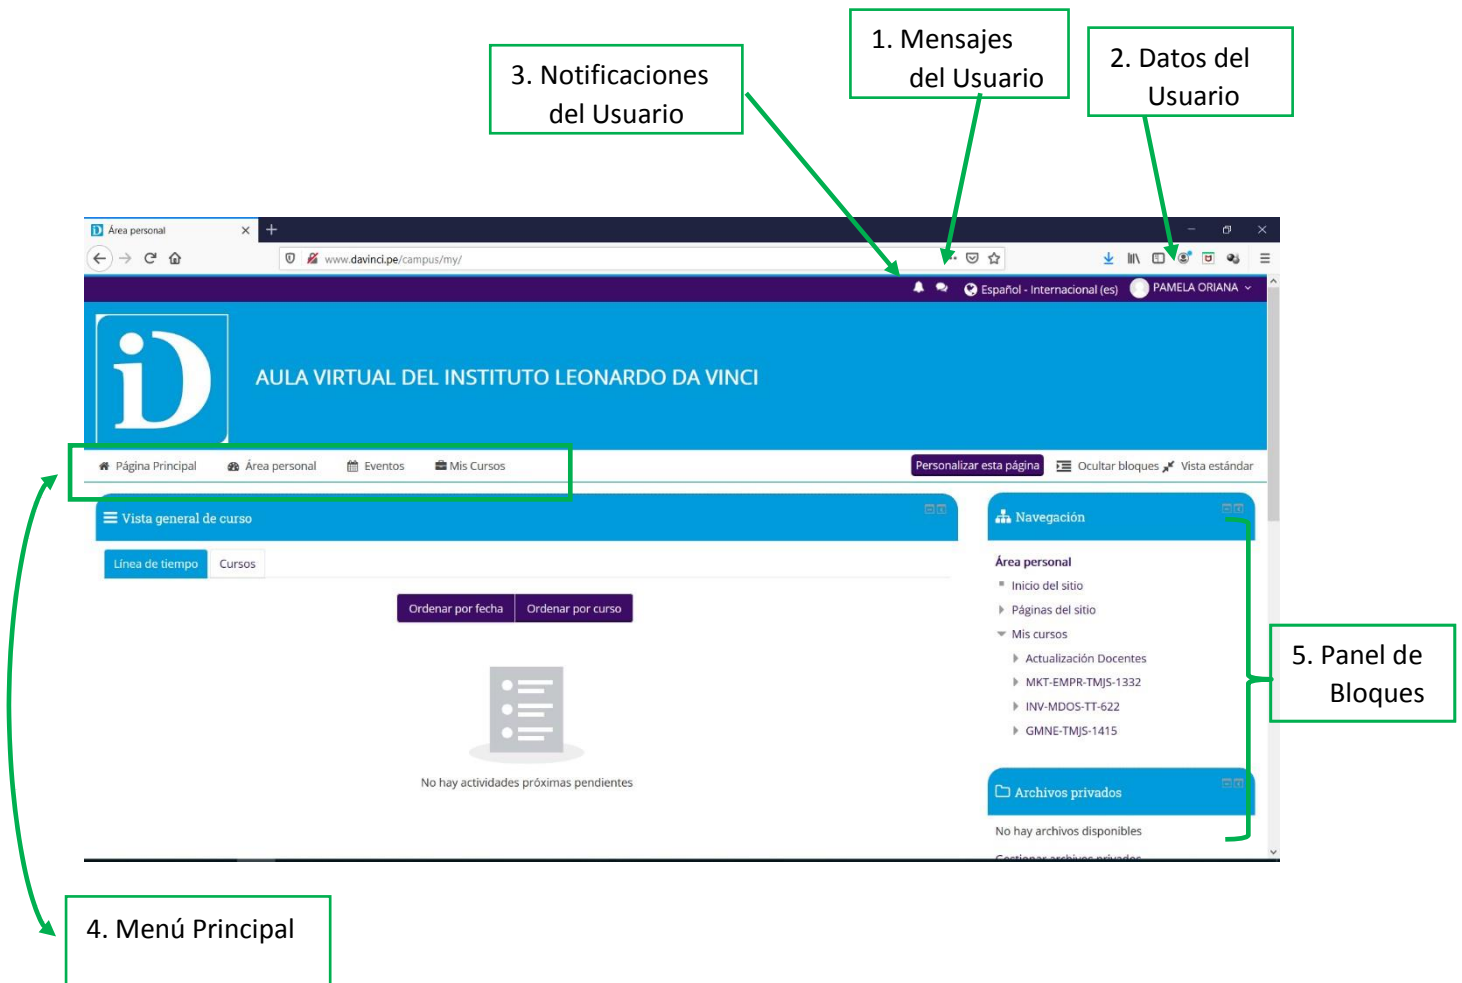 1. Mensajes
del Usuario
2. Datos del
Usuario
3. Notificaciones
del Usuario
Área personal
www.davinci.pe/campus/my/
Español - Internacional (es)
PAMELA ORIANA
iD
AULA VIRTUAL DEL INSTITUTO LEONARDO DA VINCI
Página Principal
Área personal
Eventos
Mis Cursos
Personalizar esta página
Ocultar bloques
Vista estándar
Vista general de curso
Línea de tiempo
Cursos
Ordenar por fecha
Ordenar por curso
No hay actividades próximas pendientes
Navegación
Área personal
Inicio del sitio
Páginas del sitio
Mis cursos
Actualización Docentes
MKT-EMPR-TMJS-1332
INV-MDOS-TT-622
GMNE-TMJS-1415
Archivos privados
No hay archivos disponibles
Gestionar archivos privados
5. Panel de
Bloques
4. Menú Principal